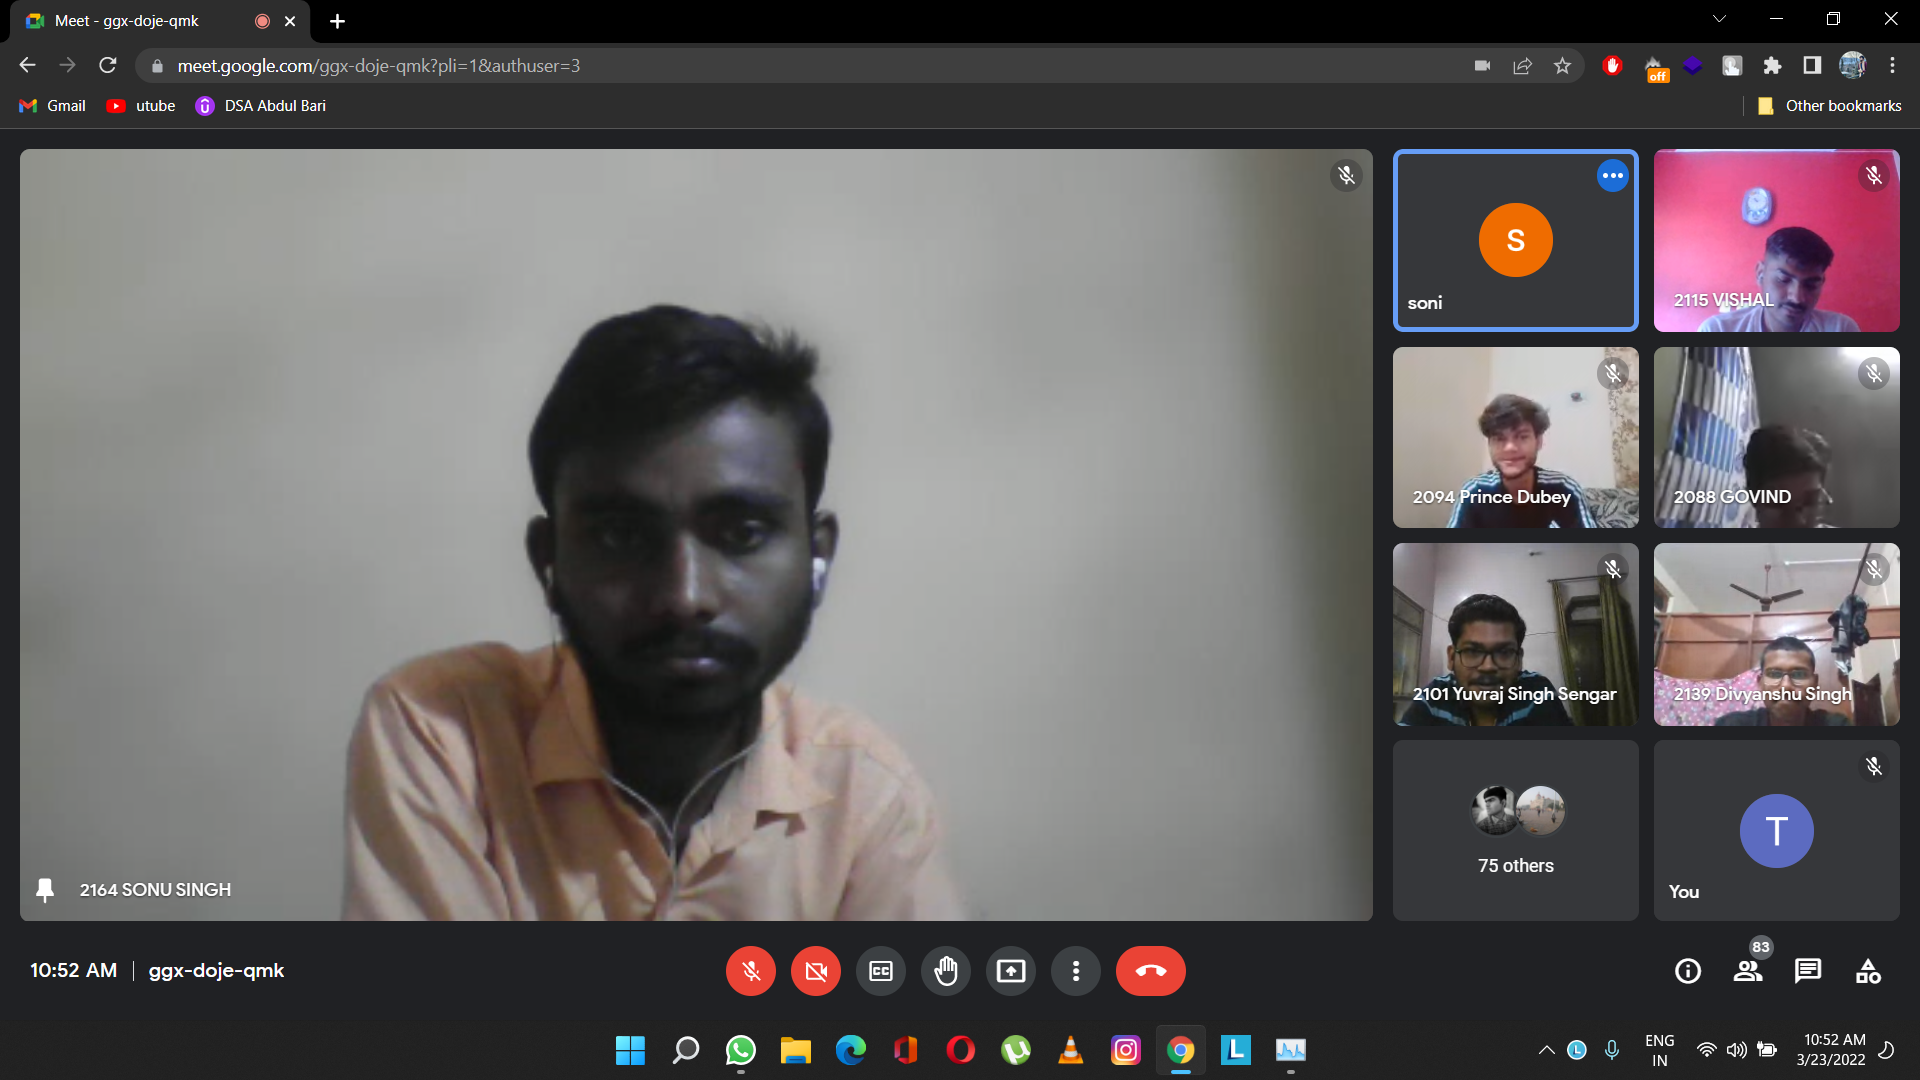 Meet - ggx-doje-qmk
meet.google.com/ggx-doje-qmk?pli=1&authuser=3
off
Gmail
utube
DSA Abdul Bari
Other bookmarks
S
soni
2115 VISHAL
2094 Prince Dubey
2088 GOVIND
2101 Yuvraj Singh Sengar
2139 Divyanshu Singh
75 others
T
You
2164 SONU SINGH
10:52 AM
ggx-doje-qmk
CC
83
L
L
ENG
IN
10:52 AM
3/23/2022